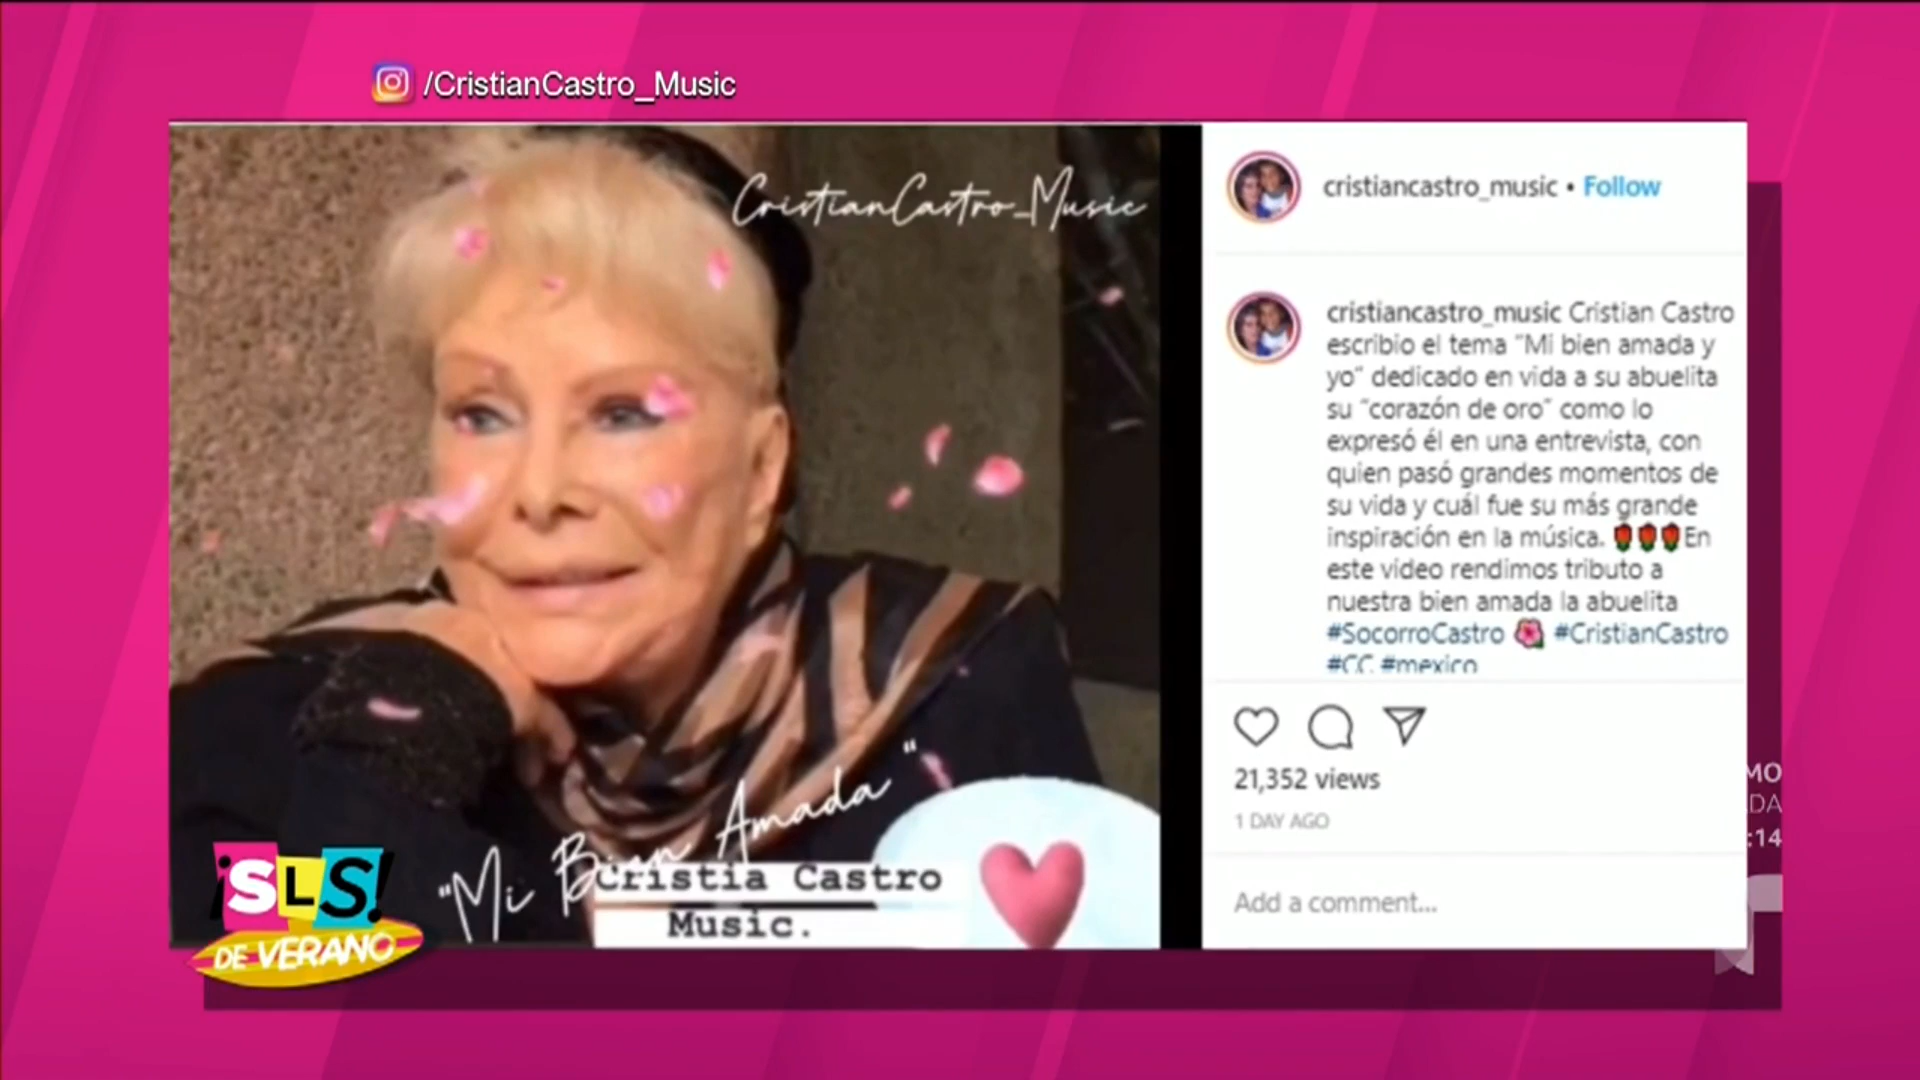 /CristianCastro_Music
CristianCastro_Music
"Mi Bien Amada"
Cristia Castro
Music.
¡SLS!
DE VERANO
cristiancastro_music • Follow
cristiancastro_music Cristian Castro
escribio el tema "Mi bien amada y
yo" dedicado en vida a su abuelita
su "corazón de oro" como lo
expresó él en una entrevista, con
quien pasó grandes momentos de
su vida y cuál fue su más grande
inspiración en la música. 🌹🌹🌹En
este video rendimos tributo a
nuestra bien amada la abuelita
#SocorroCastro 🌺 #CristianCastro
#CC #mexico
21,352 views
1 DAY AGO
Add a comment...
:14